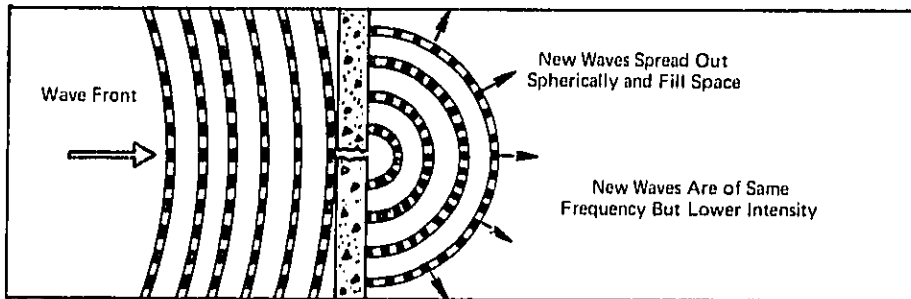 Wave Front
New Waves Spread Out
Spherically and Fill Space
New Waves Are of Same
Frequency But Lower Intensity